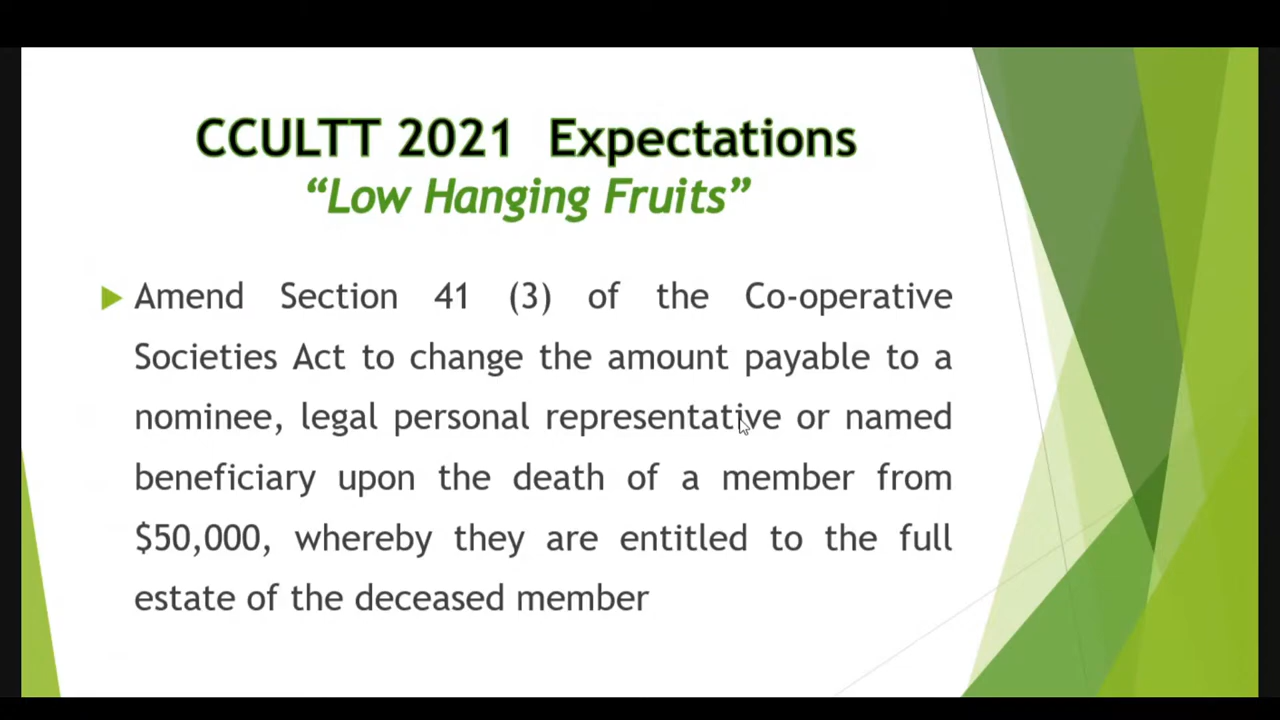 CCULTT 2021 Expectations
“Low Hanging Fruits”
Amend Section 41 (3) of the Co-operative
Societies Act to change the amount payable to a
nominee, legal personal representative or named
beneficiary upon the death of a member from
$50,000, whereby they are entitled to the full
estate of the deceased member